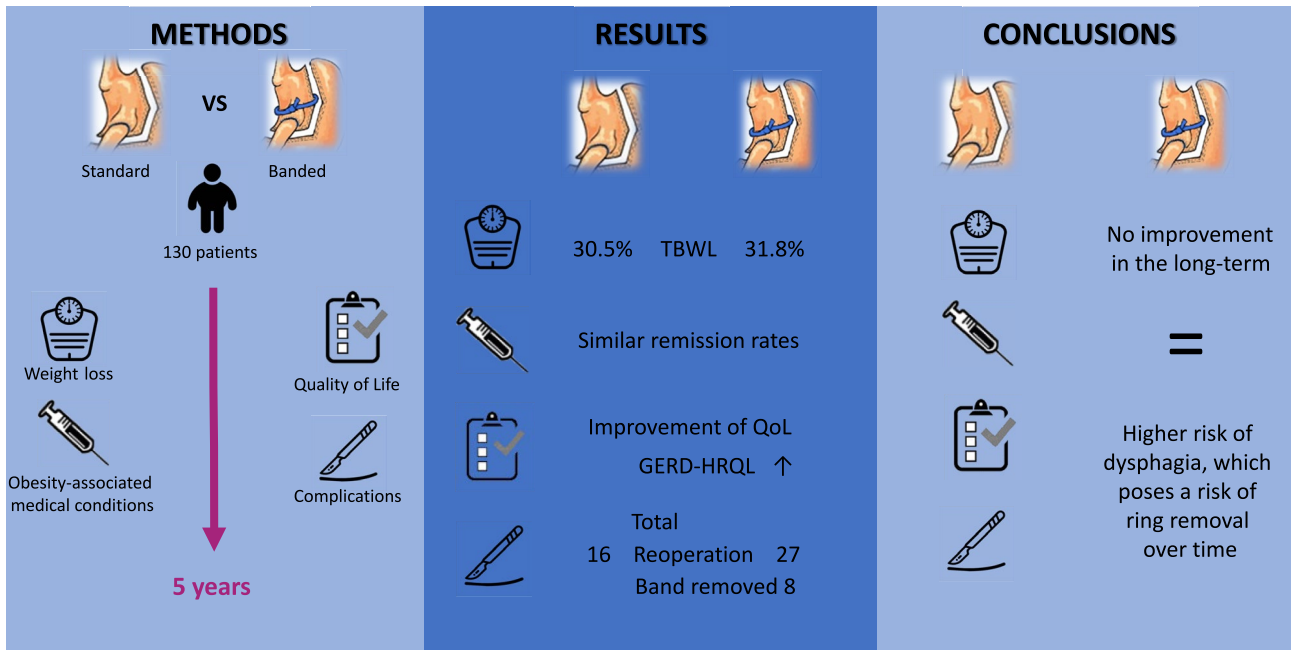 METHODS
VS
Standard
Banded
130 patients
Weight loss
Quality of Life
Obesity-associated
medical conditions
Complications
5 years
RESULTS
30.5% TBWL 31.8%
Similar remission rates
Improvement of QoL
GERD-HRQL ↑
Total
16 Reoperation 27
Band removed 8
CONCLUSIONS
No improvement
in the long-term
=
Higher risk of
dysphagia, which
poses a risk of
ring removal
over time